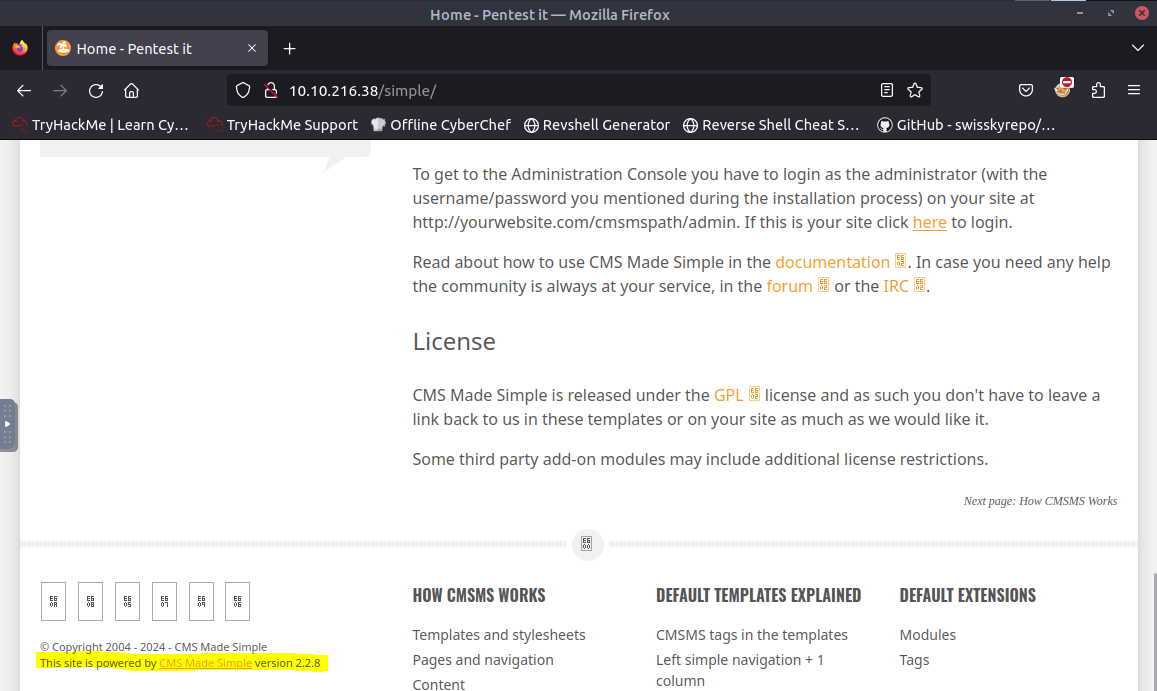 Home - Pentest it — Mozilla Firefox
Home - Pentest it
10.10.216.38/simple/
TryHackMe | Learn Cy…
TryHackMe Support
Offline CyberChef
Revshell Generator
Reverse Shell Cheat S…
GitHub - swisskyrepo/…
To get to the Administration Console you have to login as the administrator (with the
username/password you mentioned during the installation process) on your site at
http://yourwebsite.com/cmsmspath/admin. If this is your site click here to login.
Read about how to use CMS Made Simple in the documentation. In case you need any help
the community is always at your service, in the forum or the IRC.
License
CMS Made Simple is released under the GPL license and as such you don't have to leave a
link back to us in these templates or on your site as much as we would like it.
Some third party add-on modules may include additional license restrictions.
Next page: How CMSMS Works
© Copyright 2004 - 2024 - CMS Made Simple
This site is powered by CMS Made Simple version 2.2.8
HOW CMSMS WORKS
Templates and stylesheets
Pages and navigation
Content
DEFAULT TEMPLATES EXPLAINED
CMSMS tags in the templates
Left simple navigation + 1
column
DEFAULT EXTENSIONS
Modules
Tags